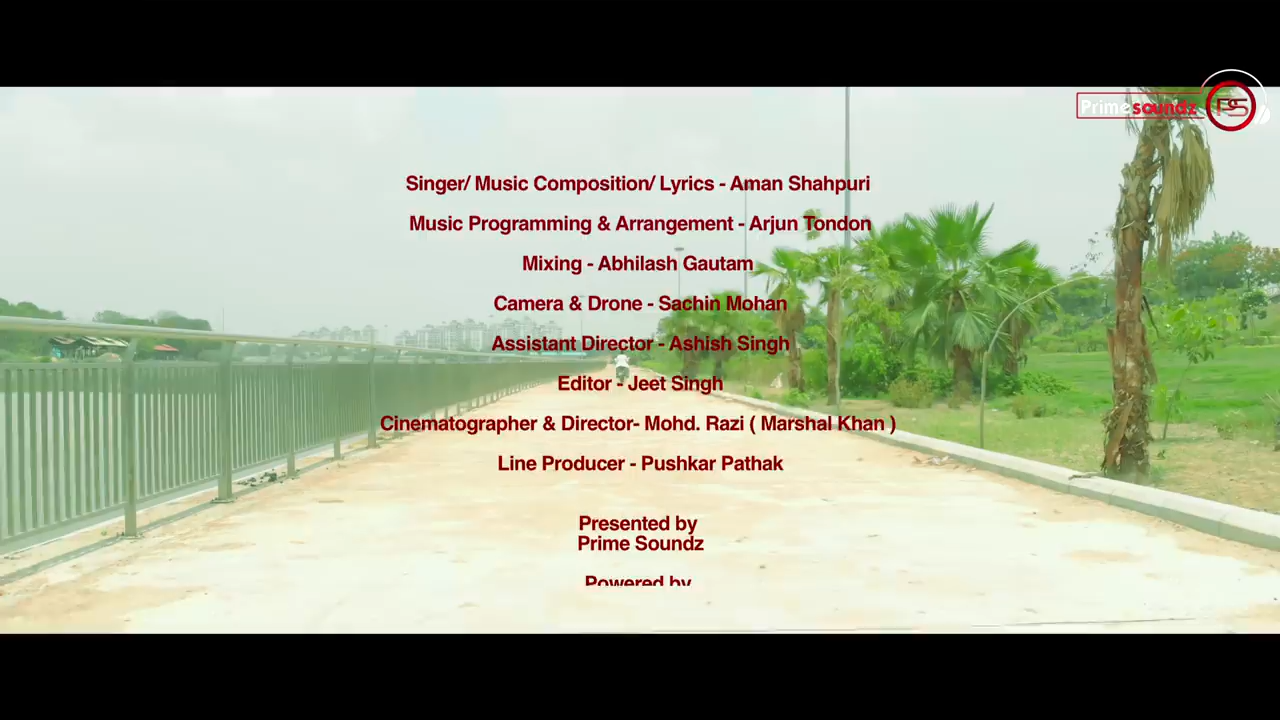 Primesoundz
PS
Singer/ Music Composition/ Lyrics - Aman Shahpuri
Music Programming & Arrangement - Arjun Tondon
Mixing - Abhilash Gautam
Camera & Drone - Sachin Mohan
Assistant Director - Ashish Singh
Editor - Jeet Singh
Cinematographer & Director- Mohd. Razi ( Marshal Khan )
Line Producer - Pushkar Pathak
Presented by
Prime Soundz
Powered by